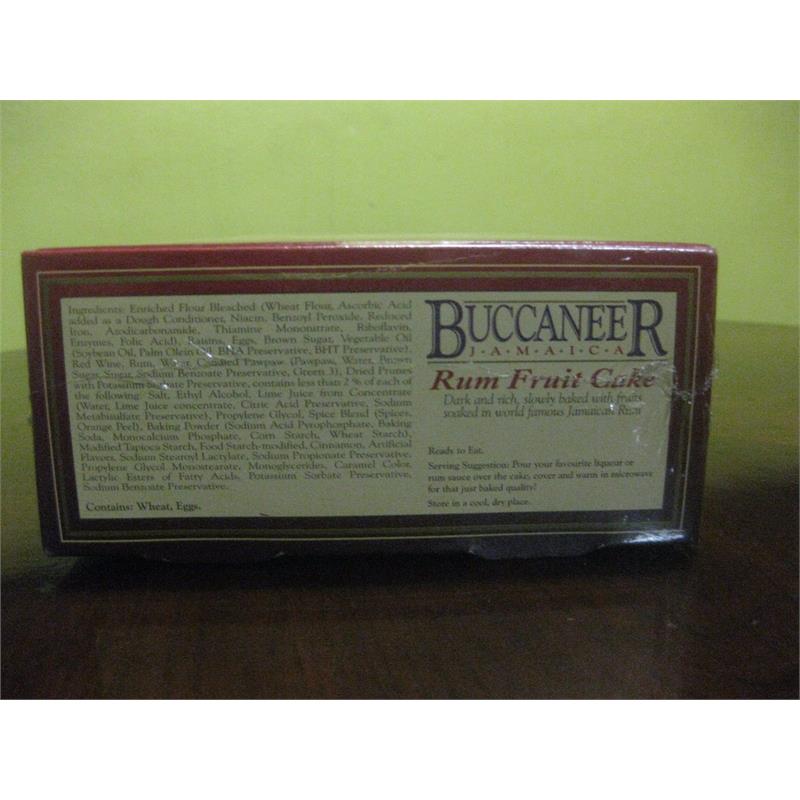 Ingredients: Enriched Flour Bleached (Wheat Flour, Ascorbic Acid
added as a Dough Conditioner, Niacin, Benzoyl Peroxide, Reduced
Iron, Azodicarbonamide, Thiamine Mononitrate, Riboflavin,
Enzymes, Folic Acid), Raisins, Eggs, Brown Sugar, Vegetable Oil
(Soybean Oil, Palm Olein Oil, BHA Preservative, BHT Preservative),
Red Wine, Rum, Water, Candied Pawpaw (Pawpaw, Water, Brown
Sugar, Sugar, Sodium Benzoate Preservative, Green 3), Dried Prunes
with Potassium Sorbate Preservative, contains less than 2 % of each of
the following: Salt, Ethyl Alcohol, Lime Juice from Concentrate
(Water, Lime Juice concentrate, Citric Acid Preservative, Sodium
Metabisulfite Preservative), Propylene Glycol, Spice Blend (Spices,
Orange Peel), Baking Powder (Sodium Acid Pyrophosphate, Baking
Soda, Monocalcium Phosphate, Corn Starch, Wheat Starch),
Modified Tapioca Starch, Food Starch-modified, Cinnamon, Artificial
Flavors, Sodium Stearoyl Lactylate, Sodium Propionate Preservative,
Propylene Glycol Monostearate, Monoglycerides, Caramel Color,
Lactylic Esters of Fatty Acids, Potassium Sorbate Preservative,
Sodium Benzoate Preservative.
Contains: Wheat, Eggs.
BUCCANEER
J·A·M·A·I·C·A
Rum Fruit Cake
Dark and rich, slowly baked with fruits
soaked in world famous Jamaican Rum
Ready to Eat.
Serving Suggestion: Pour your favourite liqueur or
rum sauce over the cake, cover and warm in microwave
for that just baked quality!
Store in a cool, dry place.